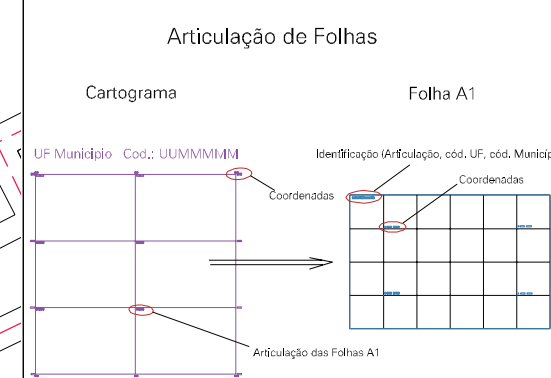 Articulação de Folhas
Cartograma
Folha A1
UF Municipio Cod.: UUMMMMM
Identificação (Articulação, cód. UF, cód. Municíp
Coordenadas
Coordenadas
Articulação das Folhas A1